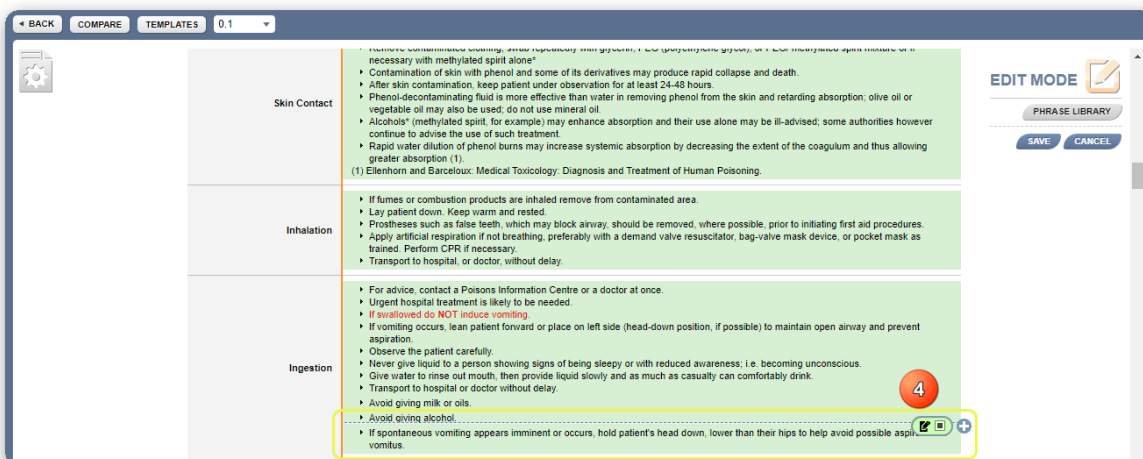 BACK
COMPARE
TEMPLATES
0.1
EDIT MODE
PHRASE LIBRARY
SAVE
CANCEL
Skin Contact
Remove contaminated clothing, swab repeatedly with glycerin, PEG (polyethylene glycol), or PEG/ methylated spirit mixture or if
necessary with methylated spirit alone*
Contamination of skin with phenol and some of its derivatives may produce rapid collapse and death.
After skin contamination, keep patient under observation for at least 24-48 hours.
Phenol-decontaminating fluid is more effective than water in removing phenol from the skin and retarding absorption; olive oil or
vegetable oil may also be used; do not use mineral oil.
Alcohols* (methylated spirit, for example) may enhance absorption and their use alone may be ill-advised; some authorities however
continue to advise the use of such treatment.
Rapid water dilution of phenol burns may increase systemic absorption by decreasing the extent of the coagulum and thus allowing
greater absorption (1).
(1) Ellenhorn and Barceloux: Medical Toxicology: Diagnosis and Treatment of Human Poisoning.
Inhalation
If fumes or combustion products are inhaled remove from contaminated area.
Lay patient down. Keep warm and rested.
Prostheses such as false teeth, which may block airway, should be removed, where possible, prior to initiating first aid procedures.
Apply artificial respiration if not breathing, preferably with a demand valve resuscitator, bag-valve mask device, or pocket mask as
trained. Perform CPR if necessary.
Transport to hospital, or doctor, without delay.
Ingestion
For advice, contact a Poisons Information Centre or a doctor at once.
Urgent hospital treatment is likely to be needed.
If swallowed do NOT induce vomiting.
If vomiting occurs, lean patient forward or place on left side (head-down position, if possible) to maintain open airway and prevent
aspiration.
Observe the patient carefully.
Never give liquid to a person showing signs of being sleepy or with reduced awareness; i.e. becoming unconscious.
Give water to rinse out mouth, then provide liquid slowly and as much as casualty can comfortably drink.
Transport to hospital or doctor without delay.
Avoid giving milk or oils.
Avoid giving alcohol.
4
If spontaneous vomiting appears imminent or occurs, hold patient's head down, lower than their hips to help avoid possible
vomitus.